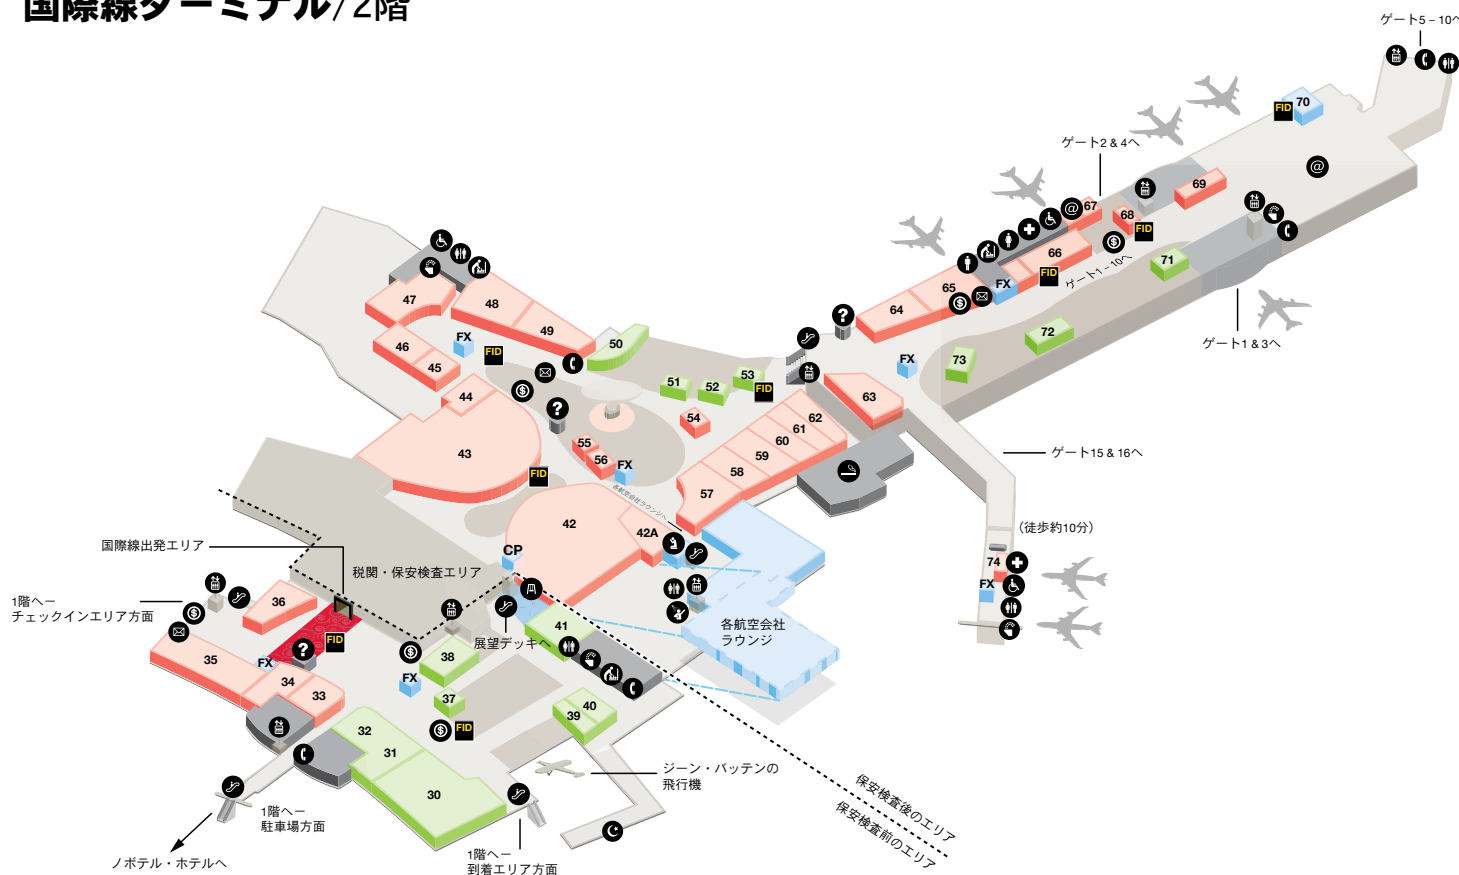 国際線ターミナル/2階
ゲート5 – 10へ
FID
70
ゲート2 & 4へ
@
69
67
@
68
FID
$
66
FID
ゲート1 – 10へ
71
FX
65
$
64
?
72
ゲート1 & 3へ
73
FX
63
47
48
49
50
46
45
FX
FID
$
?
44
51
52
53
FID
54
62
61
60
59
58
57
55
56
FX
43
FID
各航空会社ラウンジへ
42
42A
ゲート15 & 16へ
(徒歩約10分)
74
FX
CP
国際線出発エリア
税関・保安検査エリア
1階へー
チェックインエリア方面
36
$
FID
?
35
FX
34
33
$
38
FX
37
$
FID
展望デッキへ
41
各航空会社
ラウンジ
40
39
32
31
30
ジーン・バッテンの
飛行機
保安検査後のエリア
保安検査前のエリア
1階へー
駐車場方面
ノボテル・ホテルへ
1階へー
到着エリア方面